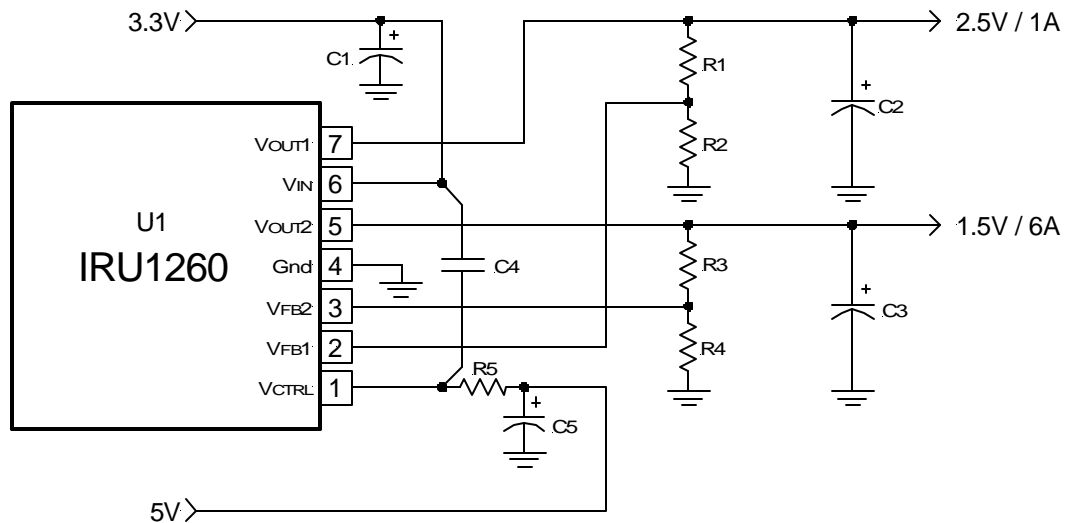 3.3V
+
C1
2.5V / 1A
R1
+
C2
R2
VOUT1 7
VIN 6
VOUT2 5
Gnd 4
VFB2 3
VFB1 2
VCTRL 1
U1
IRU1260
C4
1.5V / 6A
R3
+
C3
R4
R5
+
C5
5V